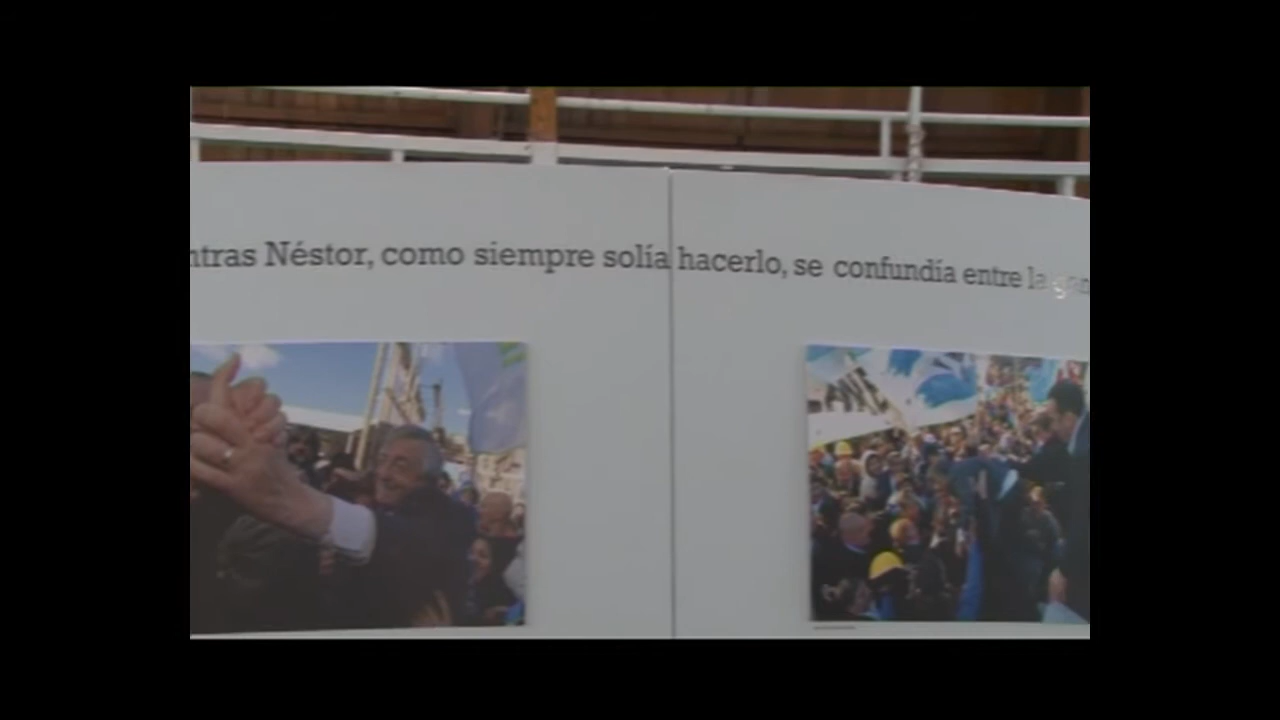 ntras Néstor, como siempre solía hacerlo, se confundía entre la